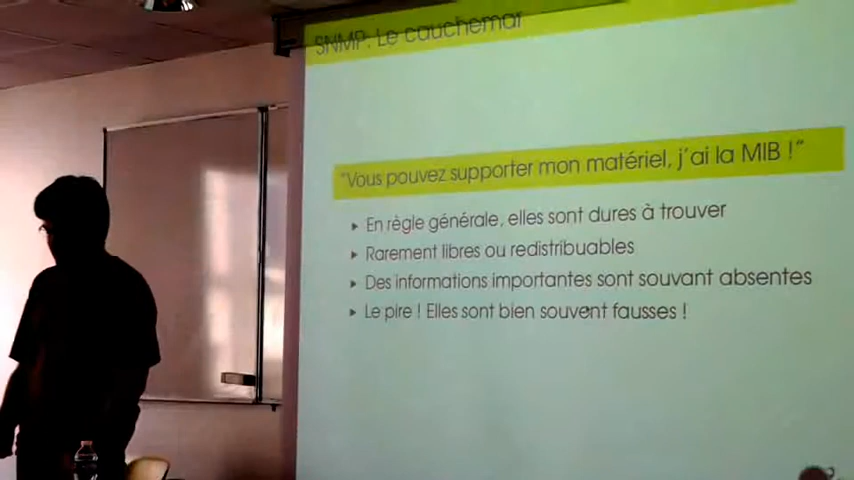 SNMP: Le cauchemar
"Vous pouvez supporter mon matériel, j'ai la MIB !"
En règle générale, elles sont dures à trouver
Rarement libres ou redistribuables
Des informations importantes sont souvant absentes
Le pire ! Elles sont bien souvent fausses !